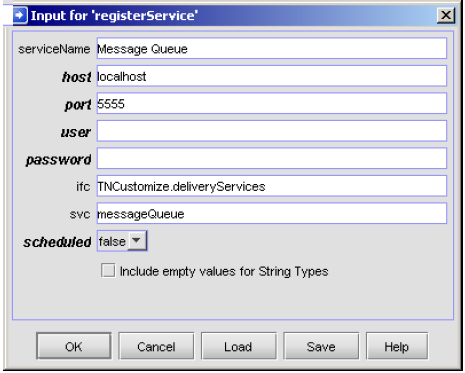 Input for 'registerService'
serviceName Message Queue
host localhost
port 5555
user
password
ifc TNCustomize.deliveryServices
svc messageQueue
scheduled false
Include empty values for String Types
OK Cancel Load Save Help